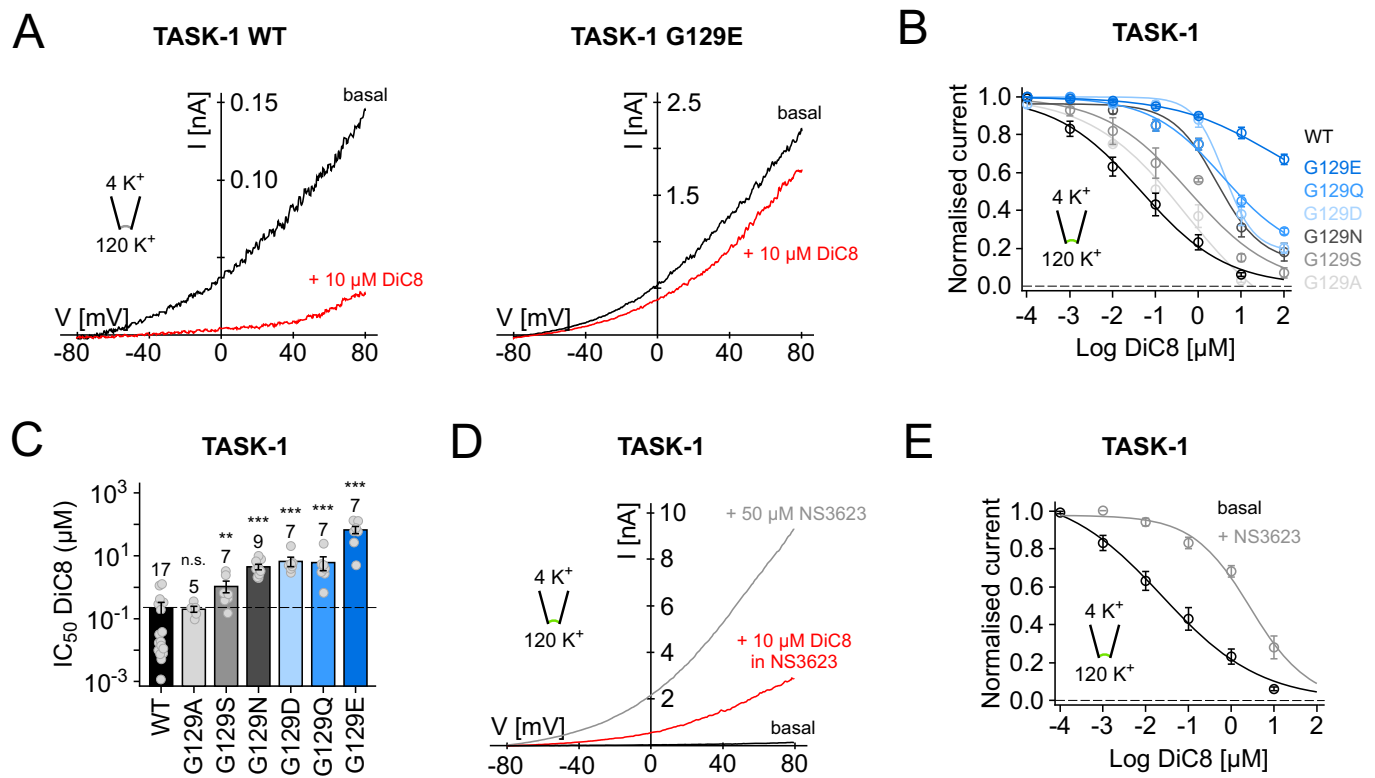 A
TASK-1 WT
I [nA]
0.15
0.10
basal
4 K⁺
120 K⁺
+ 10 µM DiC8
V [mV]
-80
-40
0
40
80
TASK-1 G129E
I [nA]
2.5
1.5
basal
+ 10 µM DiC8
V [mV]
-80
-40
0
40
80
B
TASK-1
Normalised current
1.0
0.8
0.6
0.4
0.2
0.0
4 K⁺
120 K⁺
-4
-3
-2
-1
0
1
2
Log DiC8 [µM]
WT
G129E
G129Q
G129D
G129N
G129S
G129A
C
TASK-1
IC₅₀ DiC8 (µM)
10³
10¹
10⁻¹
10⁻³
17
n.s.
5
**
7
***
9
***
7
***
7
***
7
WT
G129A
G129S
G129N
G129D
G129Q
G129E
D
TASK-1
I [nA]
10
8
6
4
2
+ 50 µM NS3623
4 K⁺
120 K⁺
+ 10 µM DiC8
in NS3623
basal
V [mV]
-80
-40
0
40
80
E
TASK-1
Normalised current
1.0
0.8
0.6
0.4
0.2
0.0
basal
+ NS3623
4 K⁺
120 K⁺
-4
-3
-2
-1
0
1
2
Log DiC8 [µM]